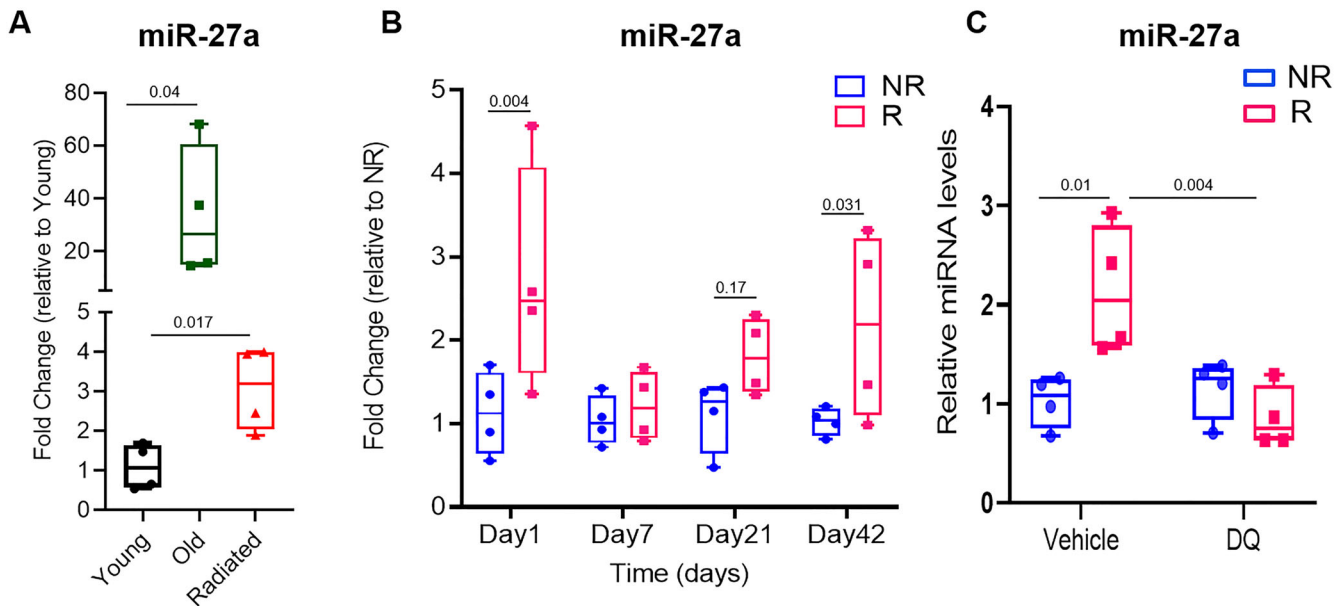 A
miR-27a
Fold Change (relative to Young)
80
60
40
20
5
4
3
2
1
0
0.04
0.017
Young
Old
Radiated
B
miR-27a
NR
R
Fold Change (relative to NR)
5
4
3
2
1
0
0.004
0.17
0.031
Day1
Day7
Day21
Day42
Time (days)
C
miR-27a
NR
R
Relative miRNA levels
4
3
2
1
0
0.01
0.004
Vehicle
DQ